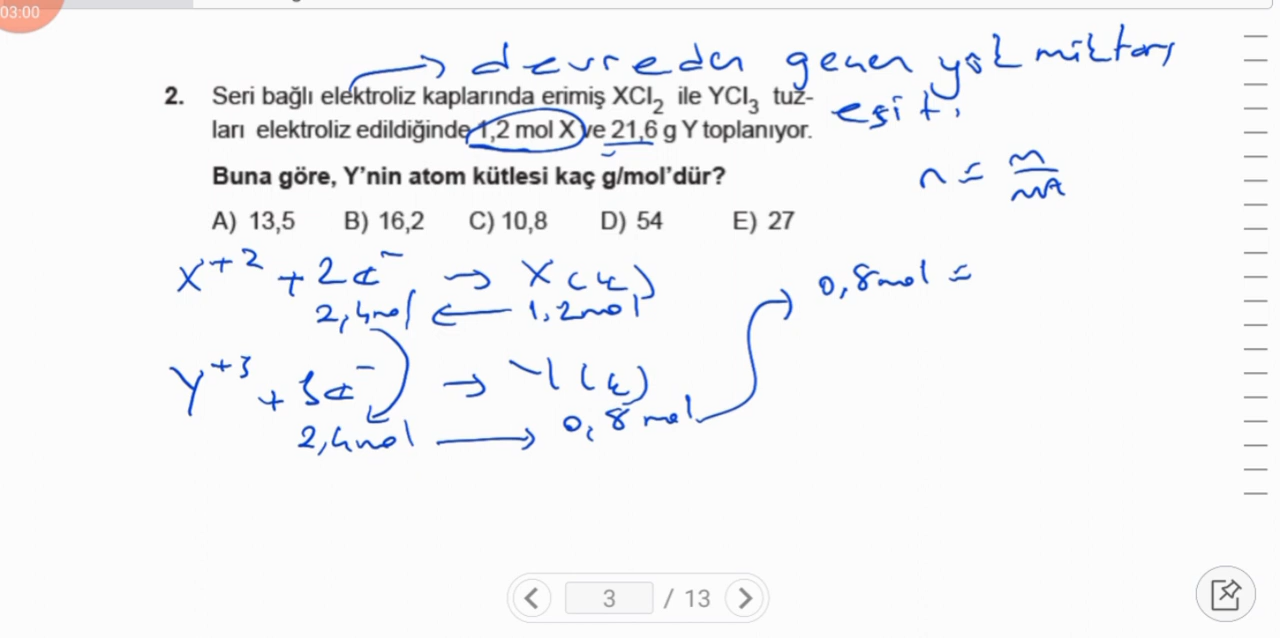 03:00
devreden geçen yük miktarı
eşit.
2. Seri bağlı elektroliz kaplarında erimiş XCl₂ ile YCl₃ tuz-
ları elektroliz edildiğinde 1,2 mol X ve 21,6 g Y toplanıyor.
n = m/mA
Buna göre, Y'nin atom kütlesi kaç g/mol'dür?
A) 13,5 B) 16,2 C) 10,8 D) 54 E) 27
X⁺² + 2e⁻ → X(k)
2,4mol ← 1,2mol
0,8mol =
Y⁺³ + 3e⁻ → Y(k)
2,4mol → 0,8mol
3 / 13